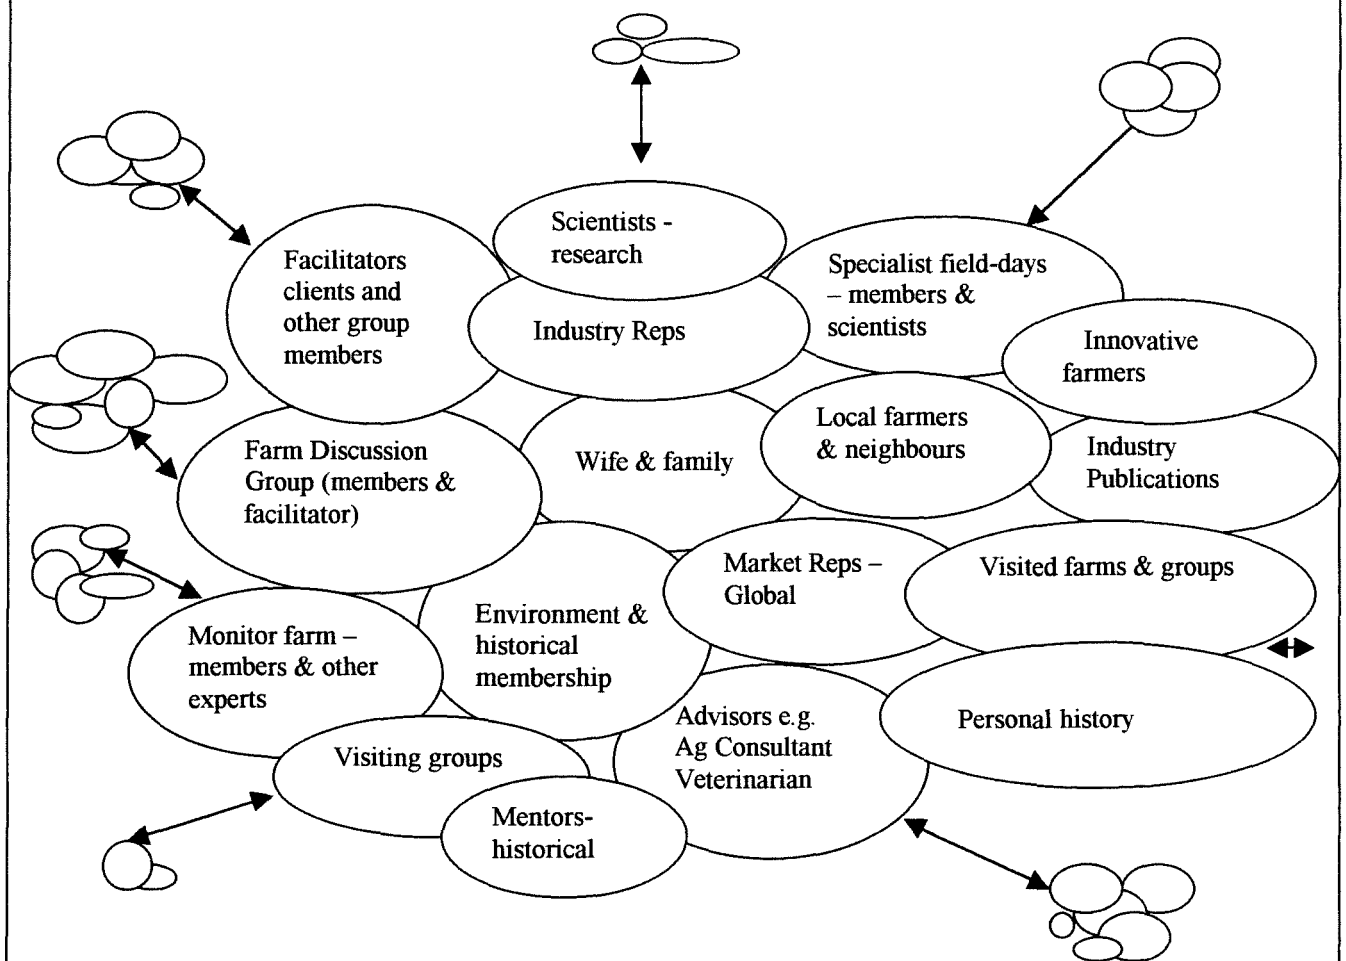 Scientists -
research
Facilitators
clients and
other group
members
Industry Reps
Specialist field-days
– members &
scientists
Innovative
farmers
Farm Discussion
Group (members &
facilitator)
Wife & family
Local farmers
& neighbours
Industry
Publications
Monitor farm –
members & other
experts
Environment &
historical
membership
Market Reps –
Global
Visited farms & groups
Visiting groups
Mentors-
historical
Advisors e.g.
Ag Consultant
Veterinarian
Personal history